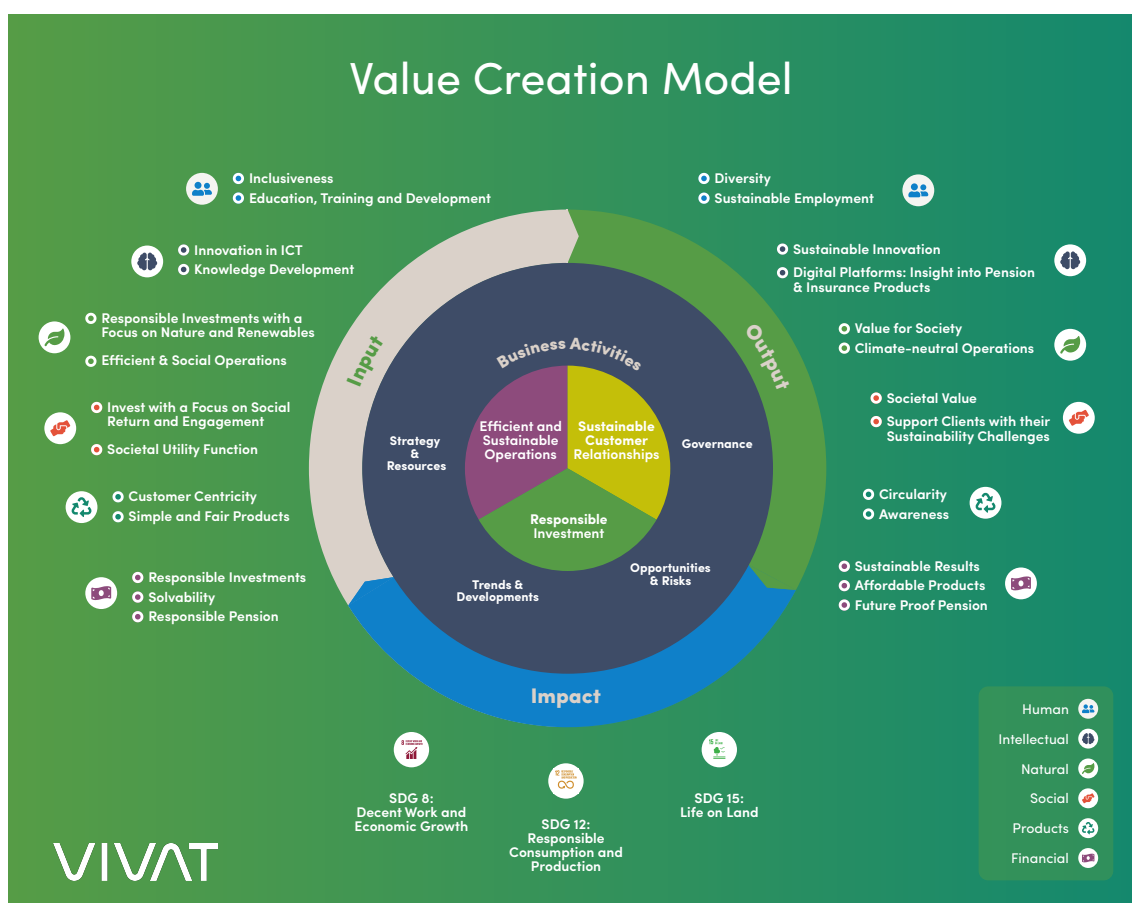 Value Creation Model
Inclusiveness
Education, Training and Development
Innovation in ICT
Knowledge Development
Responsible Investments with a
Focus on Nature and Renewables
Efficient & Social Operations
Invest with a Focus on Social
Return and Engagement
Societal Utility Function
Customer Centricity
Simple and Fair Products
Responsible Investments
Solvability
Responsible Pension
Diversity
Sustainable Employment
Sustainable Innovation
Digital Platforms: Insight into Pension
& Insurance Products
Value for Society
Climate-neutral Operations
Societal Value
Support Clients with their
Sustainability Challenges
Circularity
Awareness
Sustainable Results
Affordable Products
Future Proof Pension
Input
Output
Impact
Business Activities
Efficient and
Sustainable
Operations
Sustainable
Customer
Relationships
Responsible
Investment
Strategy
&
Resources
Governance
Trends &
Developments
Opportunities
& Risks
SDG 8:
Decent Work and
Economic Growth
SDG 12:
Responsible
Consumption and
Production
SDG 15:
Life on Land
Human
Intellectual
Natural
Social
Products
Financial
VIVAT